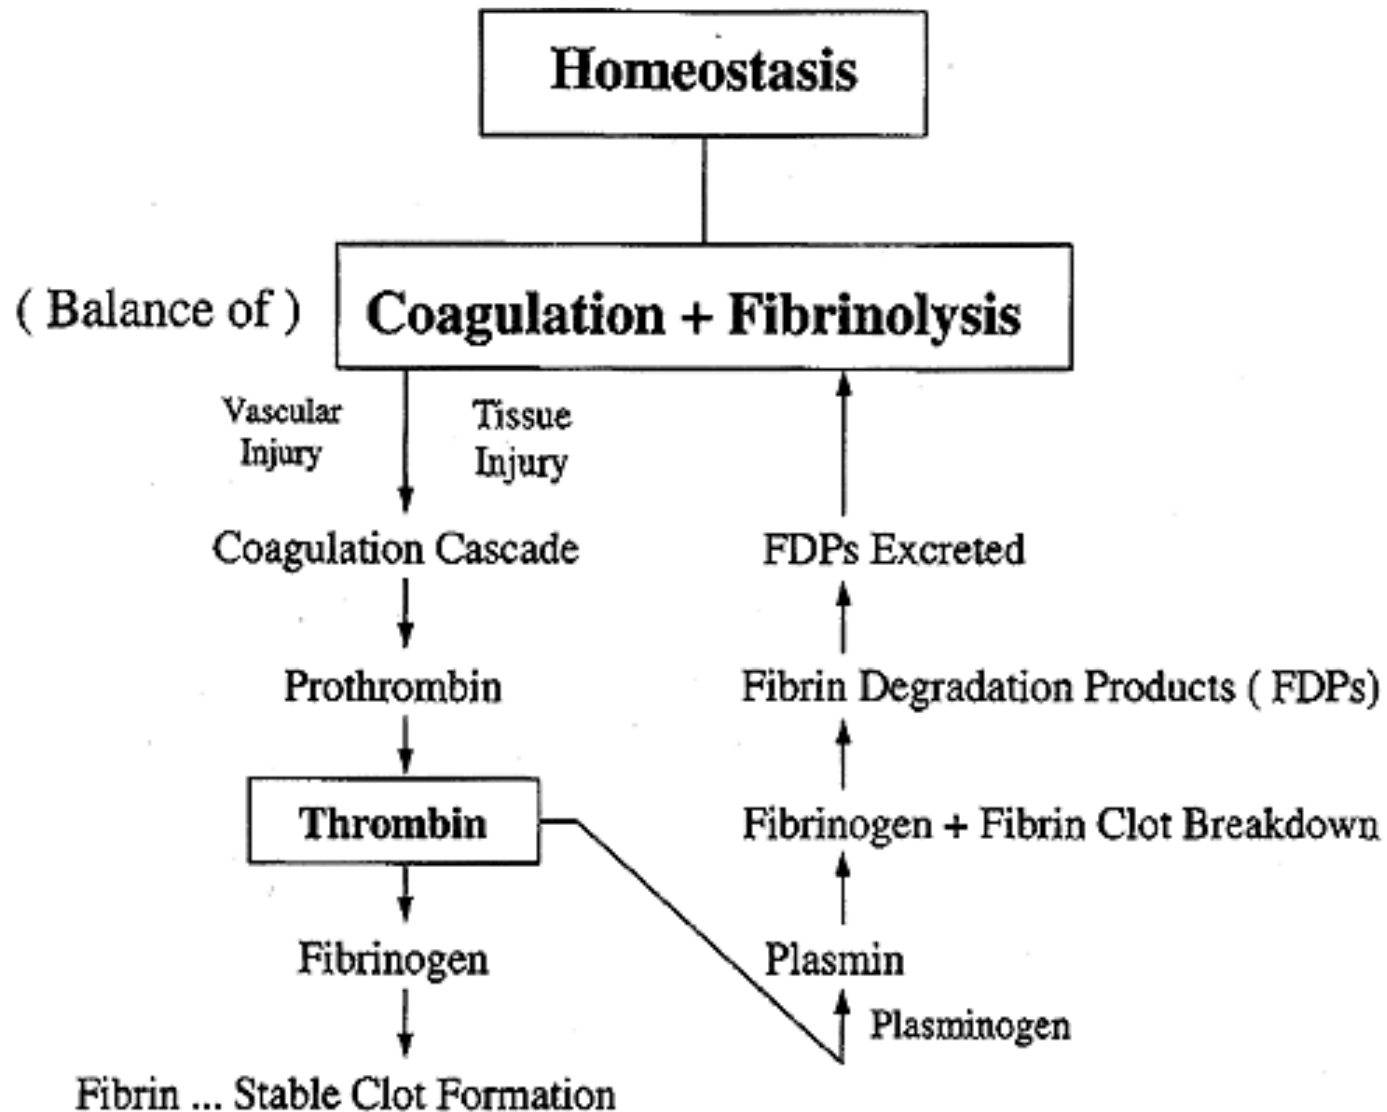 Homeostasis
( Balance of ) Coagulation + Fibrinolysis
Vascular
Injury
Tissue
Injury
Coagulation Cascade
Prothrombin
Thrombin
Fibrinogen
Fibrin ... Stable Clot Formation
FDPs Excreted
Fibrin Degradation Products ( FDPs)
Fibrinogen + Fibrin Clot Breakdown
Plasmin
Plasminogen